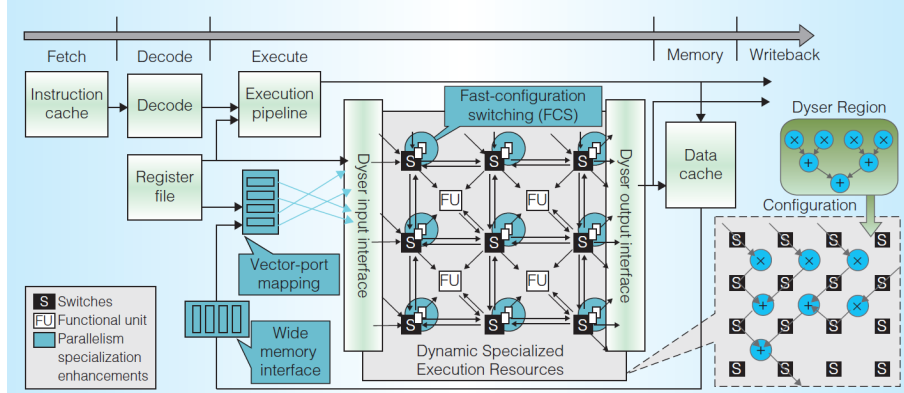 Fetch
Decode
Execute
Memory
Writeback
Instruction
cache
Decode
Execution
pipeline
Fast-configuration
switching (FCS)
Dyser Region
× × × ×
+ +
+
Register
file
Dyser input interface
Dyser output interface
Data
cache
S S S
FU FU
S S S
FU FU
S S S
Configuration
S S S S
× × ×
S S S S
+ + ×
S S S S
+
S S S S
Vector-port
mapping
Wide
memory
interface
S Switches
FU Functional unit
Parallelism
specialization
enhancements
Dynamic Specialized
Execution Resources